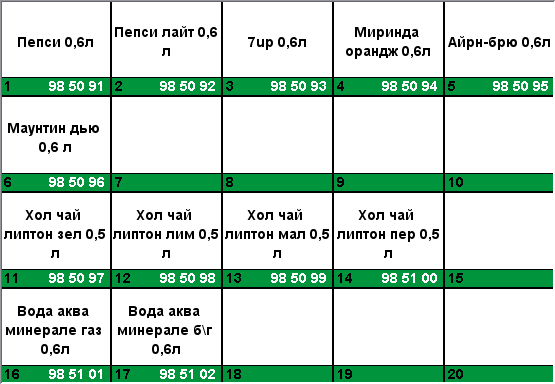 Пепси 0,6л
Пепси лайт 0,6
л
7up 0,6л
Миринда
орандж 0,6л
Айрн-брю 0,6л
1 98 50 91
2 98 50 92
3 98 50 93
4 98 50 94
5 98 50 95
Маунтин дью
0,6 л
6 98 50 96
7
8
9
10
Хол чай
липтон зел 0,5
л
Хол чай
липтон лим 0,5
л
Хол чай
липтон мал 0,5
л
Хол чай
липтон пер 0,5
л
11 98 50 97
12 98 50 98
13 98 50 99
14 98 51 00
15
Вода аква
минерале газ
0,6л
Вода аква
минерале б\г
0,6л
16 98 51 01
17 98 51 02
18
19
20